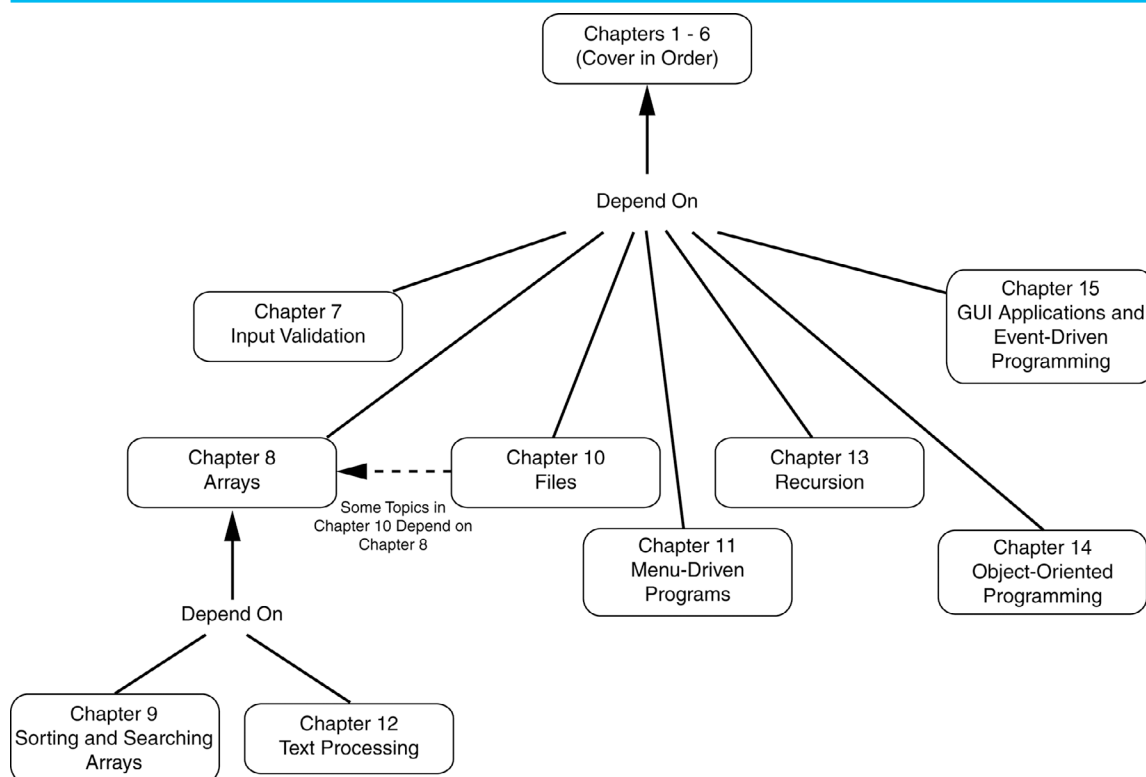 Chapters 1 - 6
(Cover in Order)
Depend On
Chapter 7
Input Validation
Chapter 15
GUI Applications and
Event-Driven
Programming
Chapter 8
Arrays
Some Topics in
Chapter 10 Depend on
Chapter 8
Chapter 10
Files
Chapter 13
Recursion
Chapter 11
Menu-Driven
Programs
Chapter 14
Object-Oriented
Programming
Depend On
Chapter 9
Sorting and Searching
Arrays
Chapter 12
Text Processing